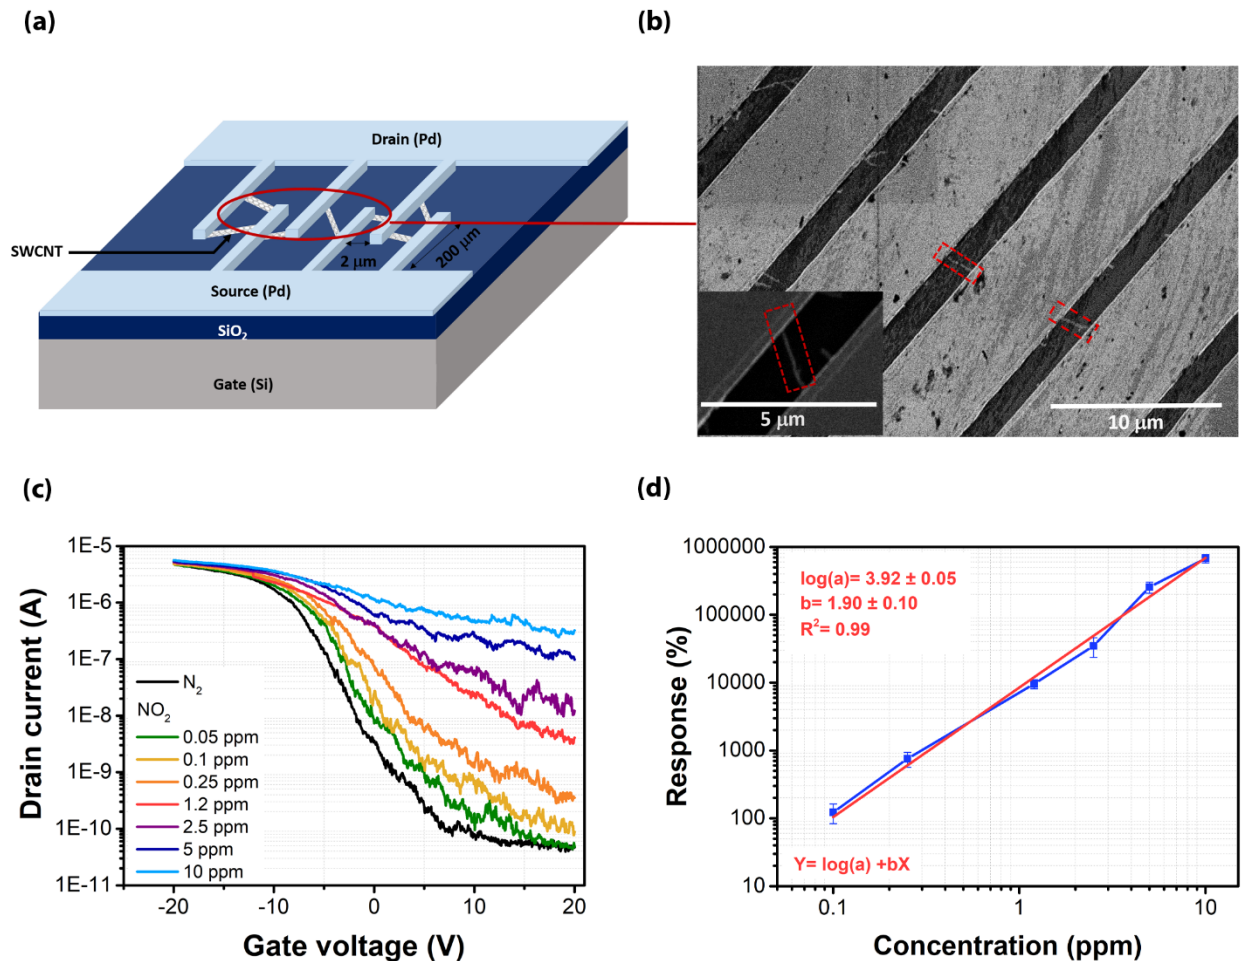 (a)
Drain (Pd)
SWCNT
200 μm
2 μm
Source (Pd)
SiO2
Gate (Si)
(b)
5 μm
10 μm
(c)
1E-5
1E-6
1E-7
1E-8
1E-9
1E-10
1E-11
Drain current (A)
N2
NO2
0.05 ppm
0.1 ppm
0.25 ppm
1.2 ppm
2.5 ppm
5 ppm
10 ppm
-20 -10 0 10 20
Gate voltage (V)
(d)
1000000
100000
10000
1000
100
10
Response (%)
log(a)= 3.92 ± 0.05
b= 1.90 ± 0.10
R2= 0.99
Y= log(a) +bX
0.1 1 10
Concentration (ppm)